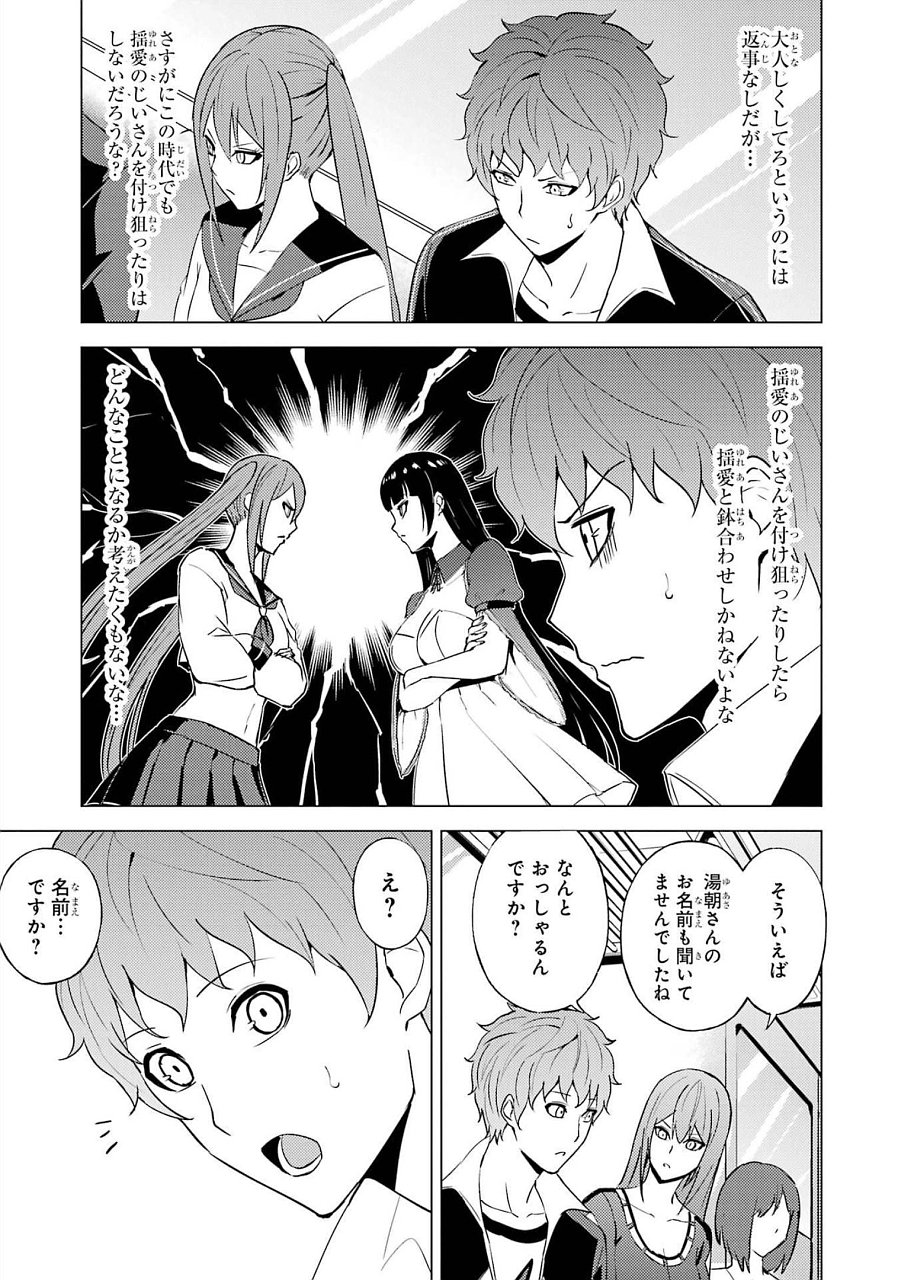 大人しくしてろというのには
返事なしだが…
さすがにこの時代でも
揺愛のじいさんを付け狙ったりは
しないだろうな？
揺愛のじいさんを付け狙ったりしたら
揺愛と鉢合わせしかねないよな
どんなことになるか考えたくもないな…
そういえば
湯朝さんの
お名前も聞いて
ませんでしたね
なんと
おっしゃるん
ですか？
え？
名前…
ですか？